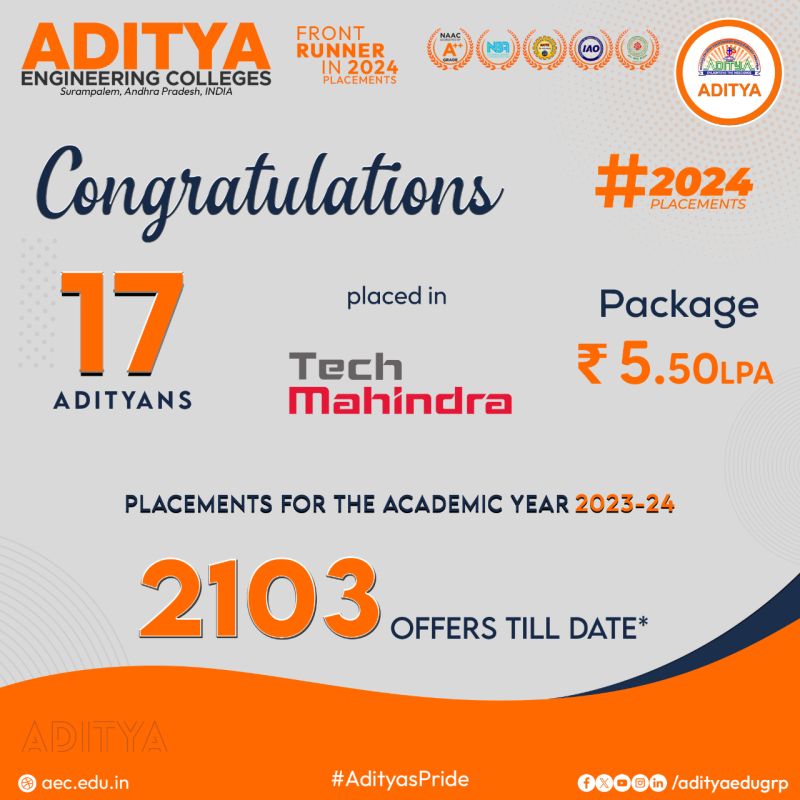 ADITYA
ENGINEERING COLLEGES
Surampalem, Andhra Pradesh, INDIA
FRONT
RUNNER
IN 2024
PLACEMENTS
NAAC
A++
GRADE
NBA
IAO
ADITYA
ADITYA
Congratulations
#2024
PLACEMENTS
17
ADITYANS
placed in
Tech
Mahindra
Package
₹ 5.50LPA
PLACEMENTS FOR THE ACADEMIC YEAR 2023-24
2103 OFFERS TILL DATE*
ADITYA
aec.edu.in
#AdityasPride
/adityaedugrp